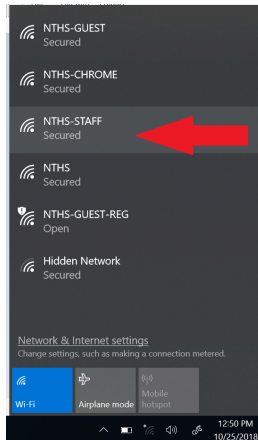 NTHS-GUEST
Secured
NTHS-CHROME
Secured
NTHS-STAFF
Secured
NTHS
Secured
NTHS-GUEST-REG
Open
Hidden Network
Secured
Network & Internet settings
Change settings, such as making a connection metered.
Wi-Fi
Airplane mode
Mobile
hotspot
12:50 PM
10/25/2018